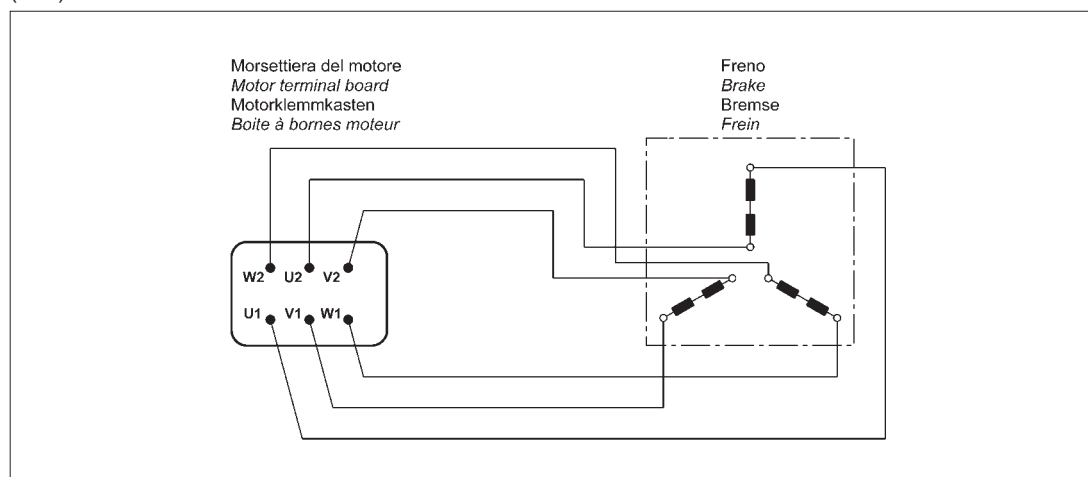 Morsettiera del motore
Motor terminal board
Motorklemmkasten
Boite à bornes moteur
Freno
Brake
Bremse
Frein
W2 U2 V2
U1 V1 W1